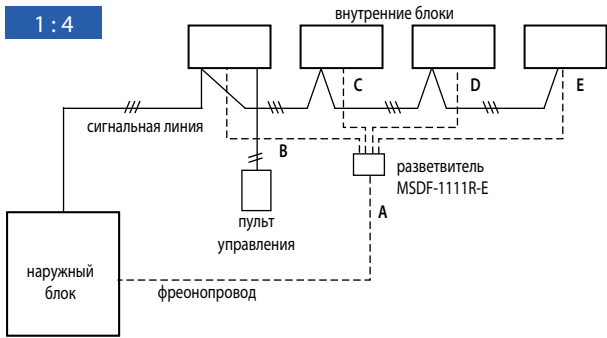 1 : 4
внутренние блоки
C
D
E
сигнальная линия
B
разветвитель
MSDF-1111R-E
A
пульт
управления
наружный
блок
фреонопровод